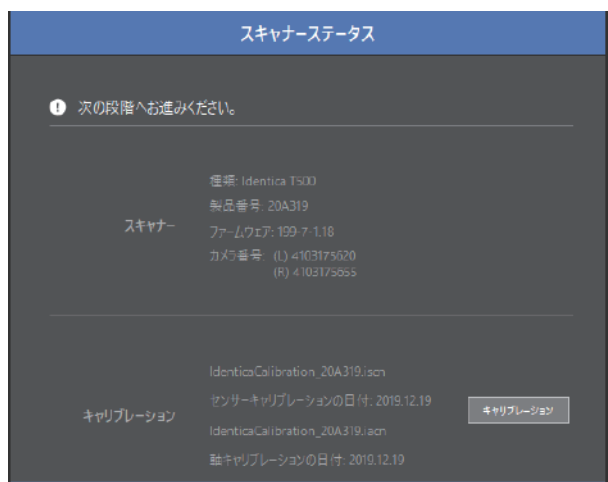 スキャナーステータス
次の段階へお進みください。
スキャナー
種類: Identica T500
製品番号: 20A319
ファームウェア: 199-7-1.18
カメラ番号: (L) 4103175620
(R) 4103175655
キャリブレーション
IdenticaCalibration_20A319.iscn
センサーキャリブレーションの日付: 2019.12.19
IdenticaCalibration_20A319.iacn
軸キャリブレーションの日付: 2019.12.19
キャリブレーション